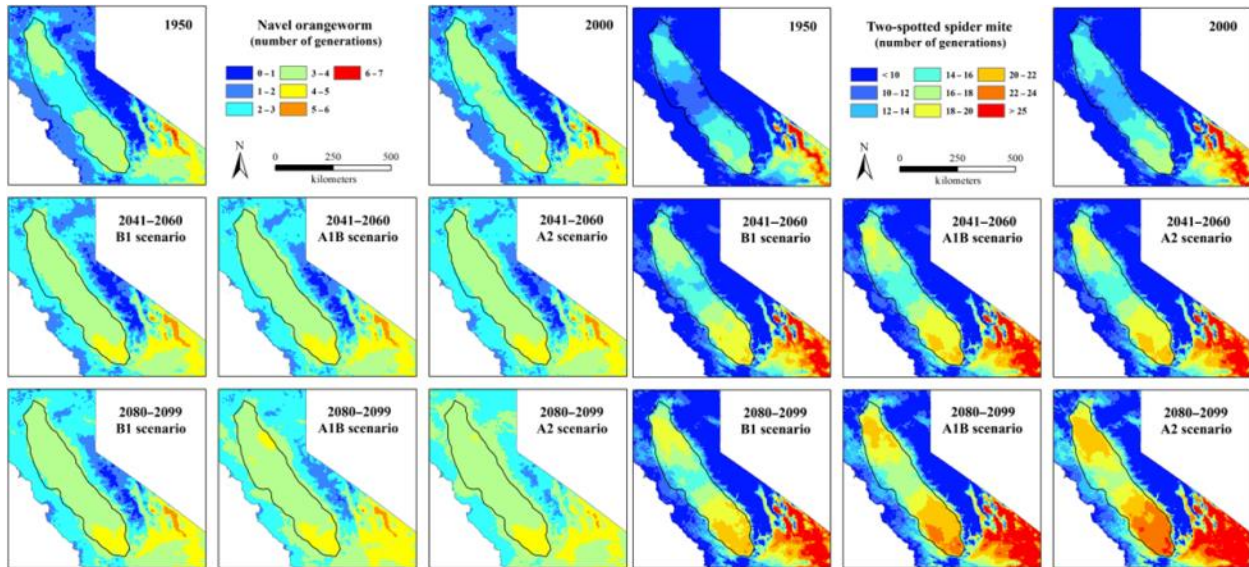 1950
Navel orangeworm
(number of generations)
0 – 1
3 – 4
6 – 7
1 – 2
4 – 5
2 – 3
5 – 6
N
0
250
500
kilometers
2000
1950
Two-spotted spider mite
(number of generations)
< 10
14 – 16
20 – 22
10 – 12
16 – 18
22 – 24
12 – 14
18 – 20
> 25
N
0
250
500
kilometers
2000
2041–2060
B1 scenario
2041–2060
A1B scenario
2041–2060
A2 scenario
2041–2060
B1 scenario
2041–2060
A1B scenario
2041–2060
A2 scenario
2080–2099
B1 scenario
2080–2099
A1B scenario
2080–2099
A2 scenario
2080–2099
B1 scenario
2080–2099
A1B scenario
2080–2099
A2 scenario